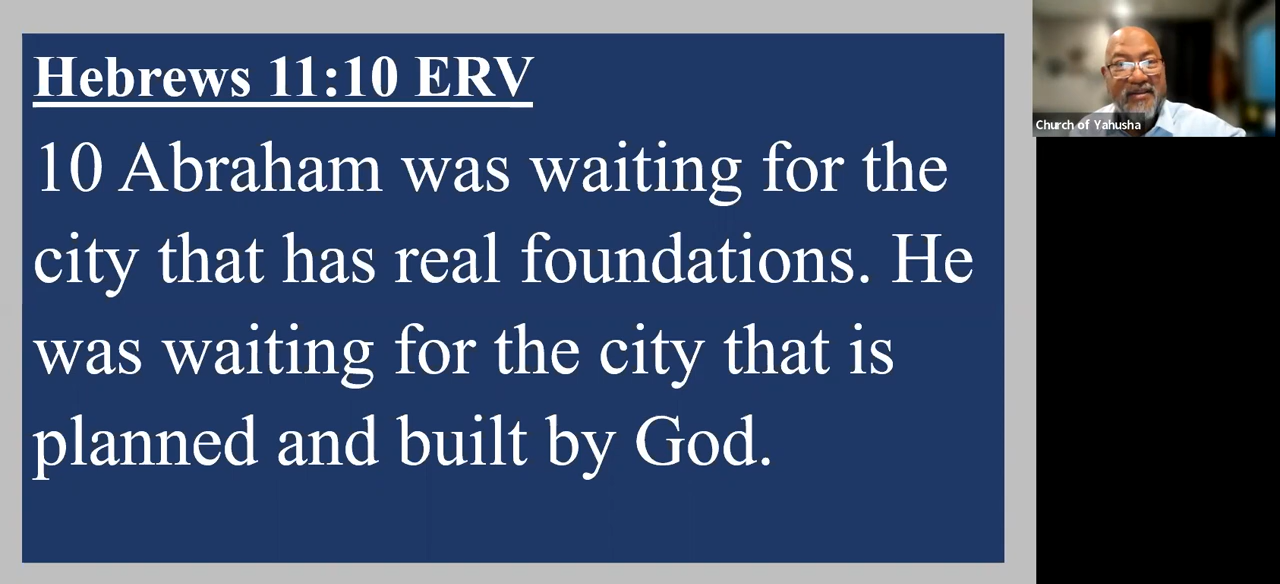 Hebrews 11:10 ERV
10 Abraham was waiting for the
city that has real foundations. He
was waiting for the city that is
planned and built by God.
Church of Yahusha